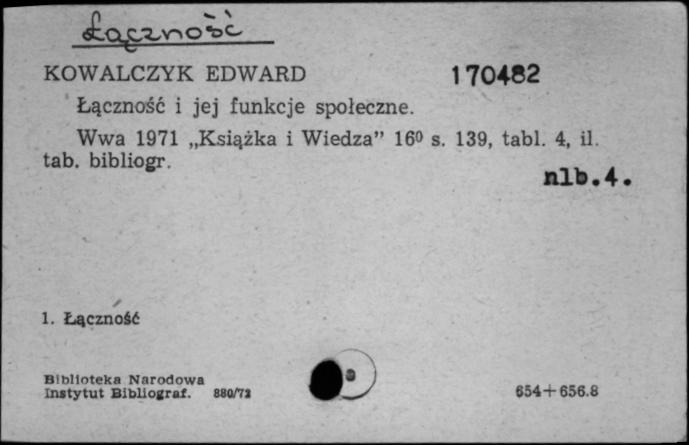 Łączność
KOWALCZYK EDWARD 170482
Łączność i jej funkcje społeczne.
Wwa 1971 „Książka i Wiedza” 16⁰ s. 139, tabl. 4, il.
tab. bibliogr.
nlb.4.
1. Łączność
Biblioteka Narodowa
Instytut Bibliograf. 880/72 654+656.8